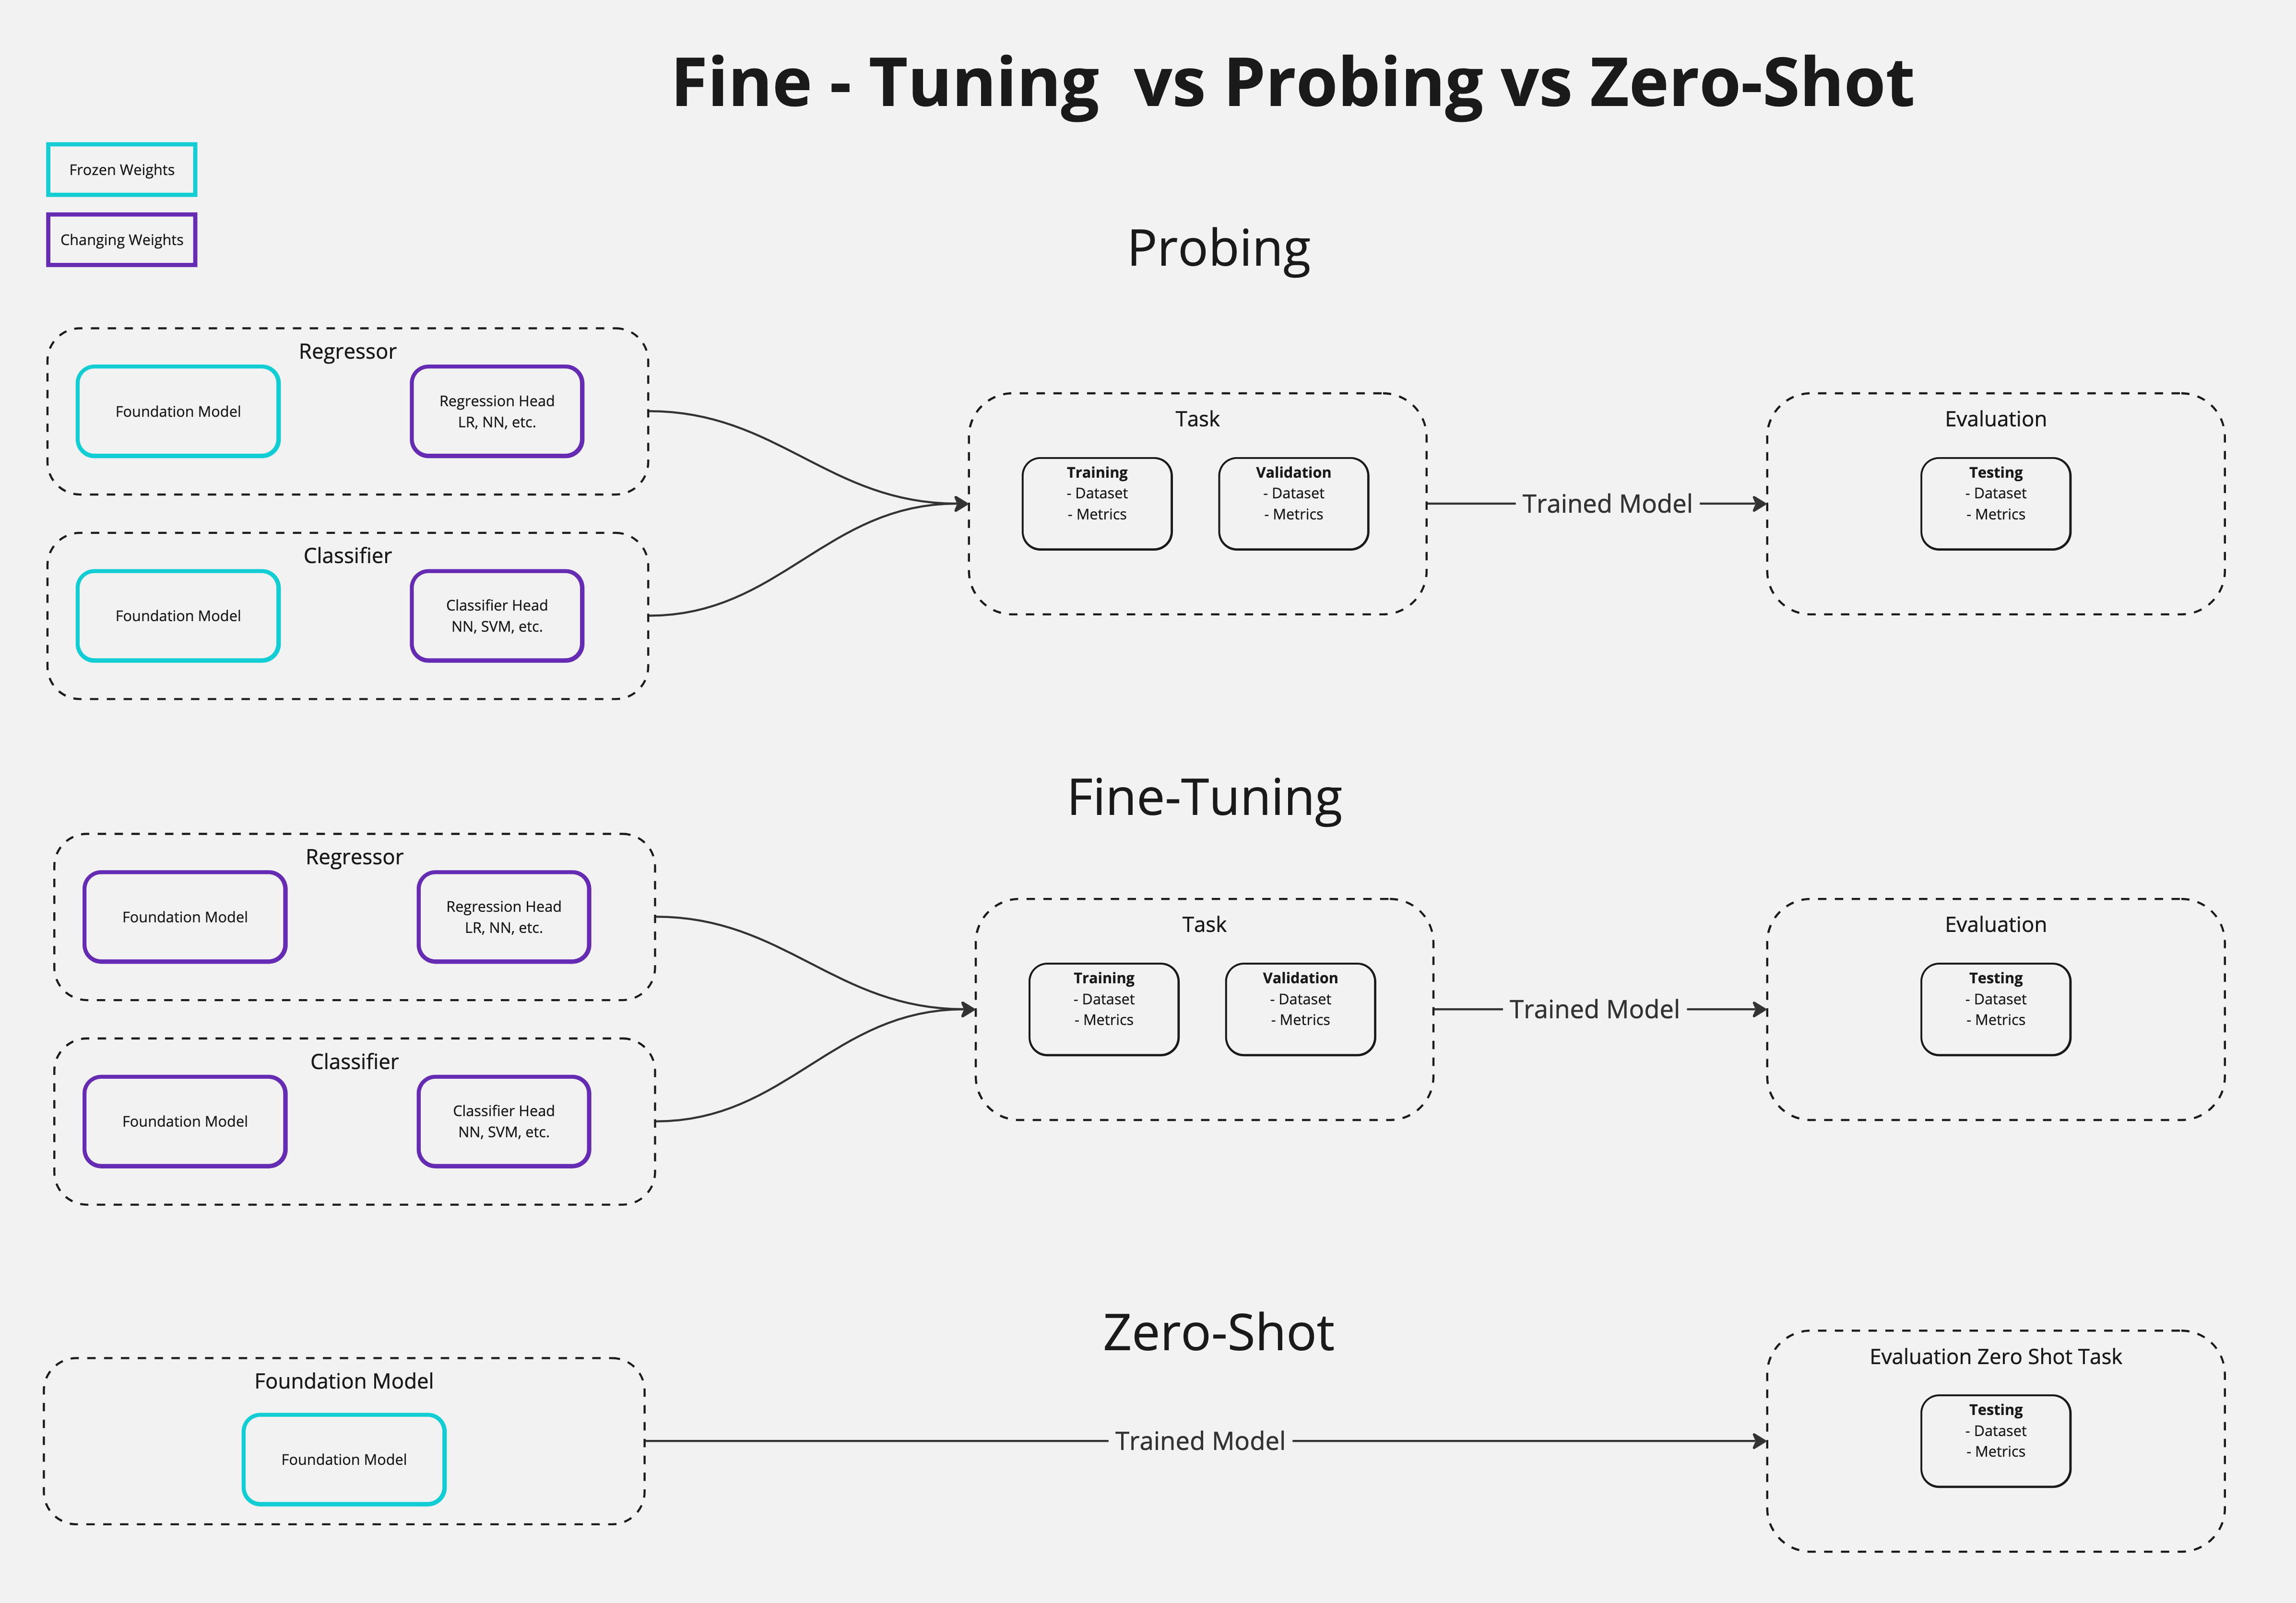 Fine - Tuning  vs Probing vs Zero-Shot
Frozen Weights
Changing Weights
Probing
Regressor
Foundation Model
Regression Head
LR, NN, etc.
Classifier
Foundation Model
Classifier Head
NN, SVM, etc.
Task
Training
- Dataset
- Metrics
Validation
- Dataset
- Metrics
Trained Model
Evaluation
Testing
- Dataset
- Metrics
Fine-Tuning
Regressor
Foundation Model
Regression Head
LR, NN, etc.
Classifier
Foundation Model
Classifier Head
NN, SVM, etc.
Task
Training
- Dataset
- Metrics
Validation
- Dataset
- Metrics
Trained Model
Evaluation
Testing
- Dataset
- Metrics
Zero-Shot
Foundation Model
Foundation Model
Trained Model
Evaluation Zero Shot Task
Testing
- Dataset
- Metrics